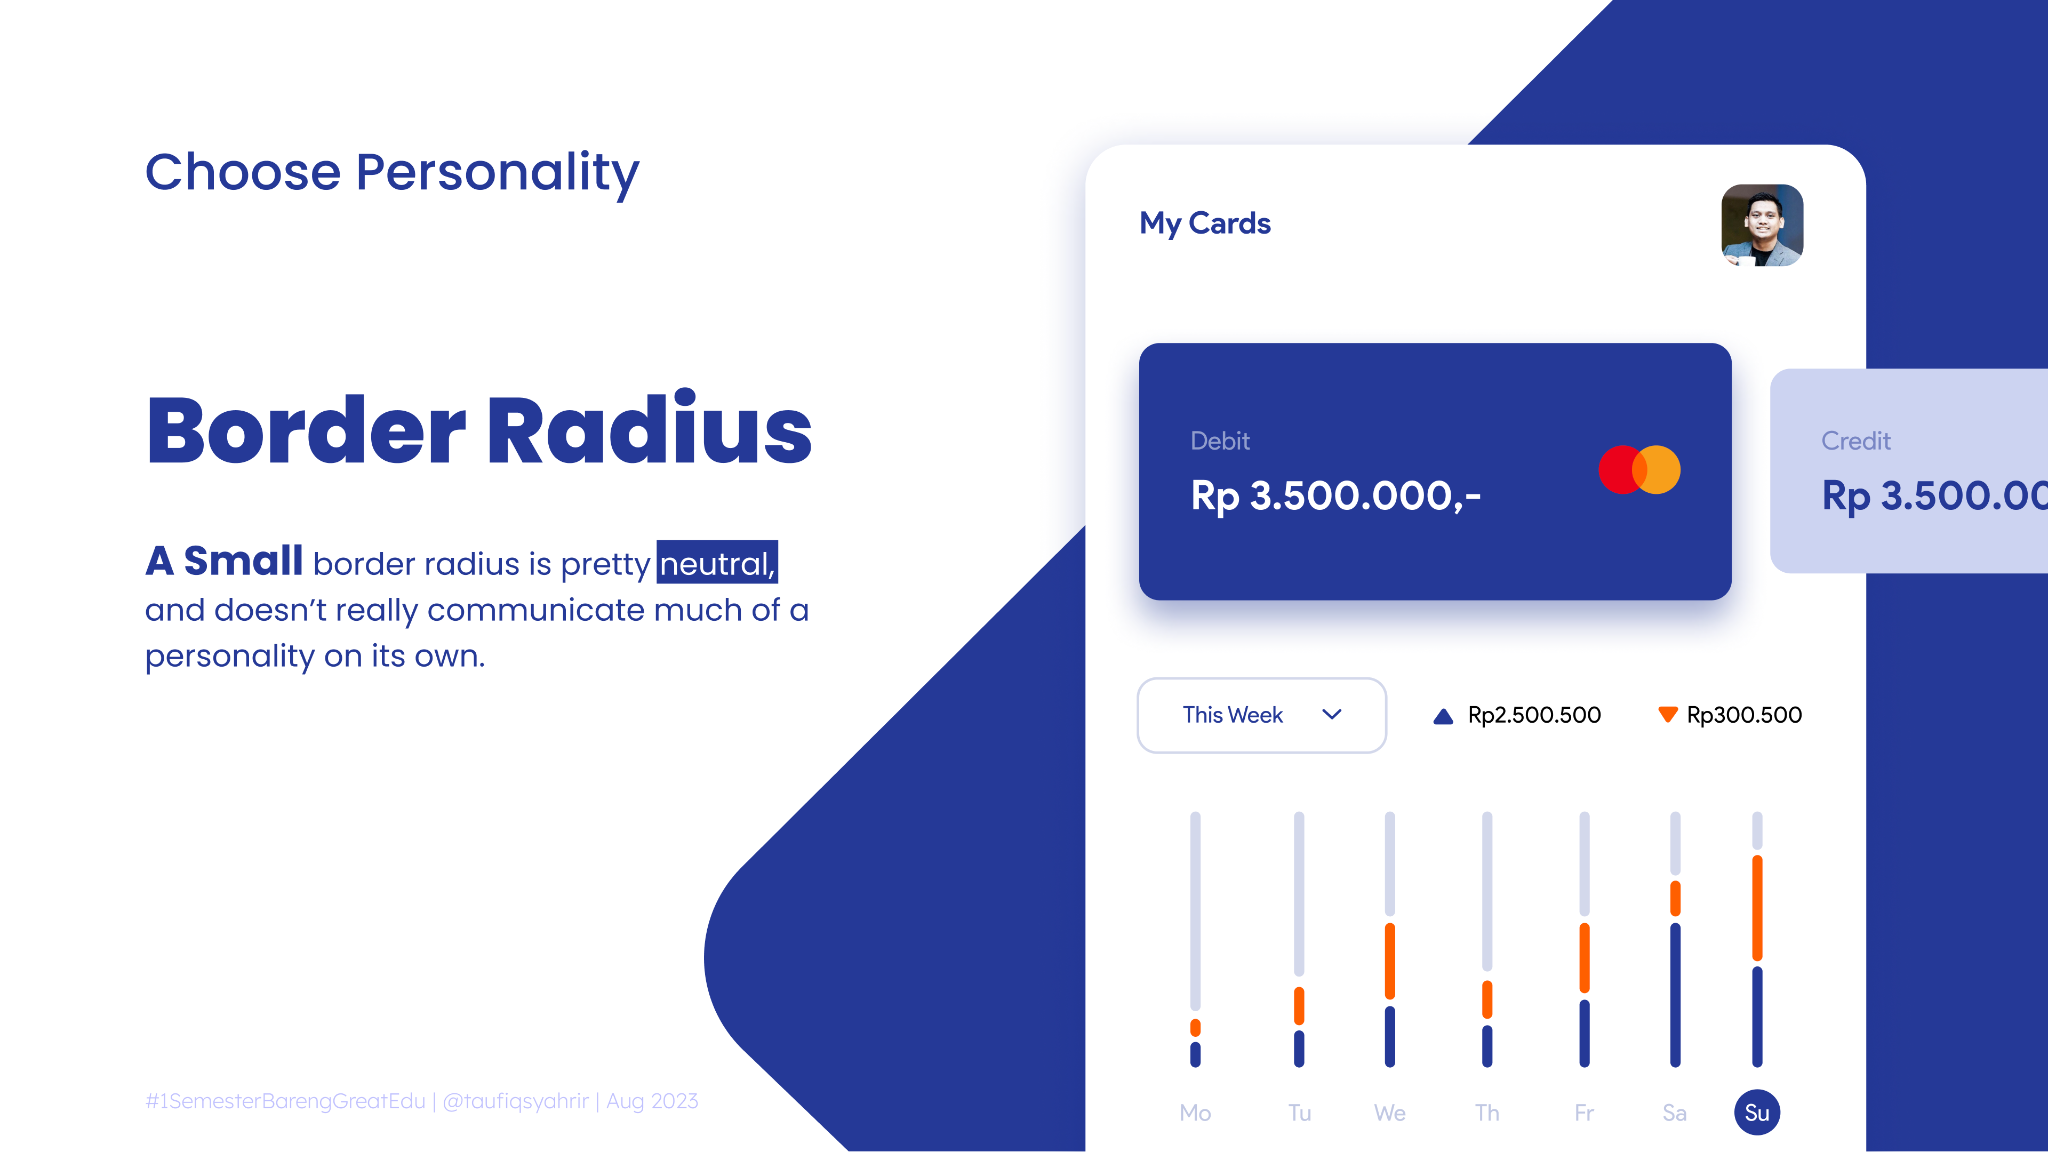 Choose Personality
Border Radius
A Small border radius is pretty neutral,
and doesn’t really communicate much of a
personality on its own.
#1SemesterBarengGreatEdu | @taufiqsyahrir | Aug 2023
My Cards
Debit
Rp 3.500.000,-
Credit
Rp 3.500.00
This Week
Rp2.500.500
Rp300.500
Mo Tu We Th Fr Sa Su